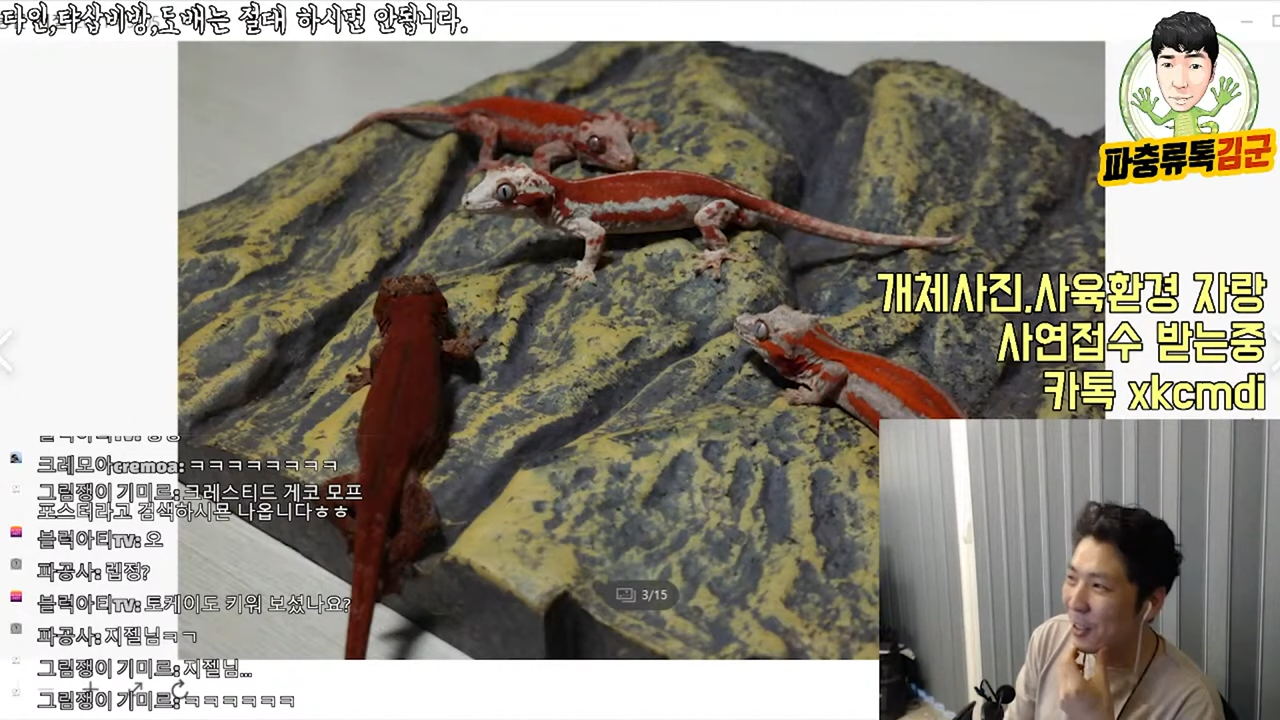 다인,타삽비방,도배는 절대 하시면 안됩니다.
파충류톡김군
개체사진,사육환경 자랑
사연접수 받는중
카톡 xkcmdi
크레모아cremoa: ㅋㅋㅋㅋㅋㅋㅋㅋ
그림쟁이 기미르: 크레스티드 게코 모프
포스터라고 검색하시몬 나옵니다ㅎㅎ
블럭아티TV: 오
파공사: 렙정?
블럭아티TV: 토케이도 키워 보셨나요?
3/15
파공사: 지젤님ㅋㄱ
그림쟁이 기미르: 지젤님...
그림쟁이 기미르: ㅋㅋㅋㅋㅋㅋ